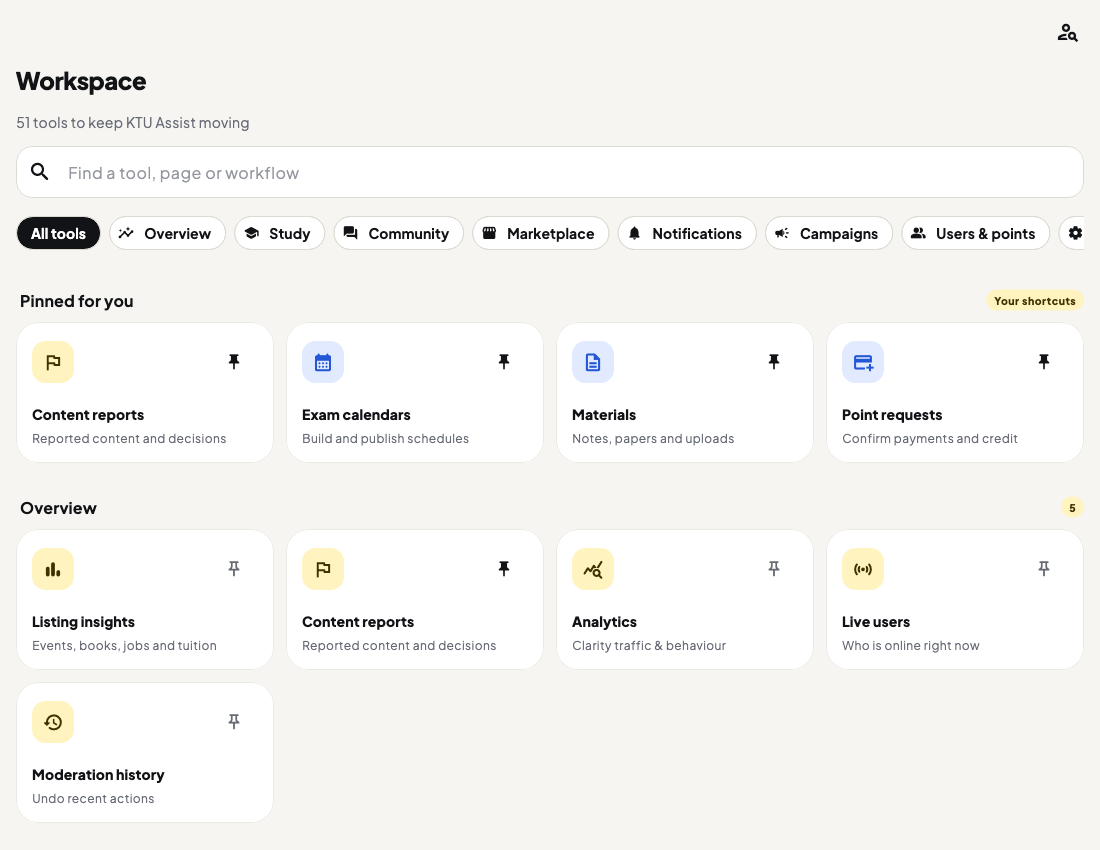 Workspace
51 tools to keep KTU Assist moving
Find a tool, page or workflow
All tools Overview Study Community Marketplace Notifications Campaigns Users & points
Pinned for you Your shortcuts
Content reports Exam calendars Materials Point requests
Reported content and decisions Build and publish schedules Notes, papers and uploads Confirm payments and credit
Overview 5
Listing insights Content reports Analytics Live users
Events, books, jobs and tuition Reported content and decisions Clarity traffic & behaviour Who is online right now
Moderation history
Undo recent actions